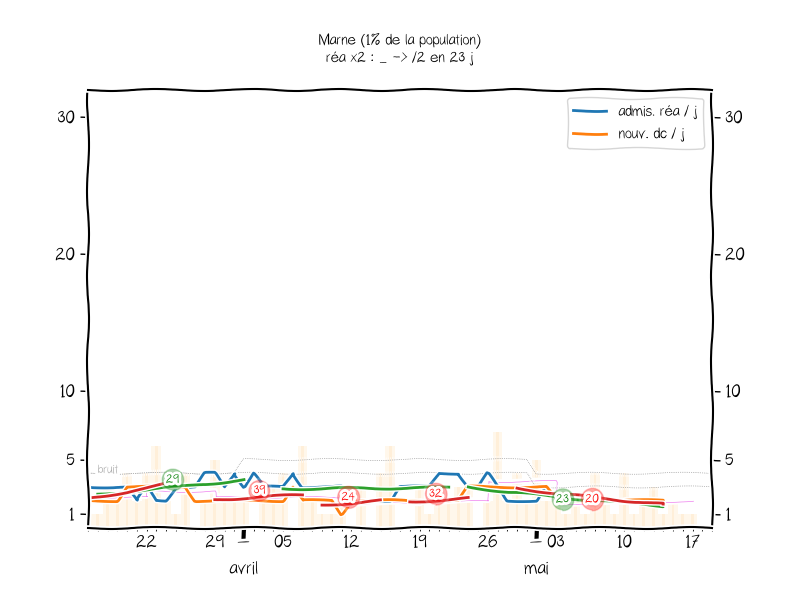 Marne (1% de la population)
réa x2 : _ -> /2 en 23 j
admis. réa / j
nouv. dc / j
30
30
20
20
10
10
5
5
bruit
29
39
24
32
23
20
1
1
22 29 05 12 19 26 03 10 17
avril mai